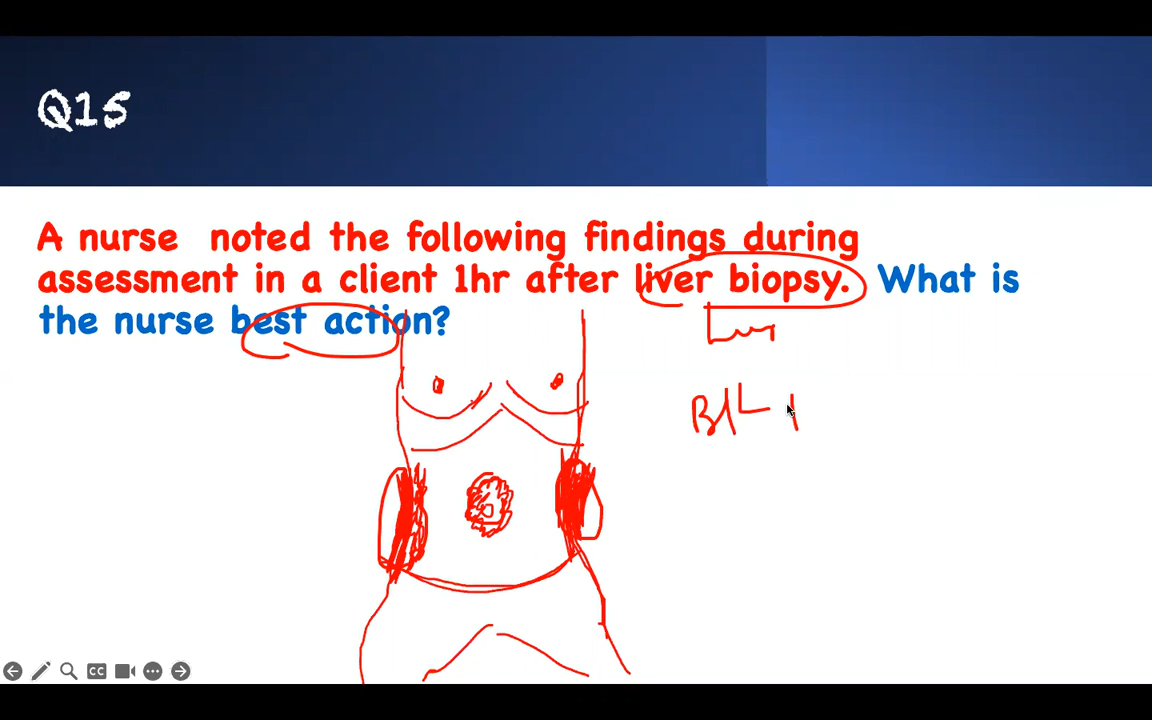 Q15
A nurse noted the following findings during
assessment in a client 1hr after liver biopsy. What is
the nurse best action?
CC